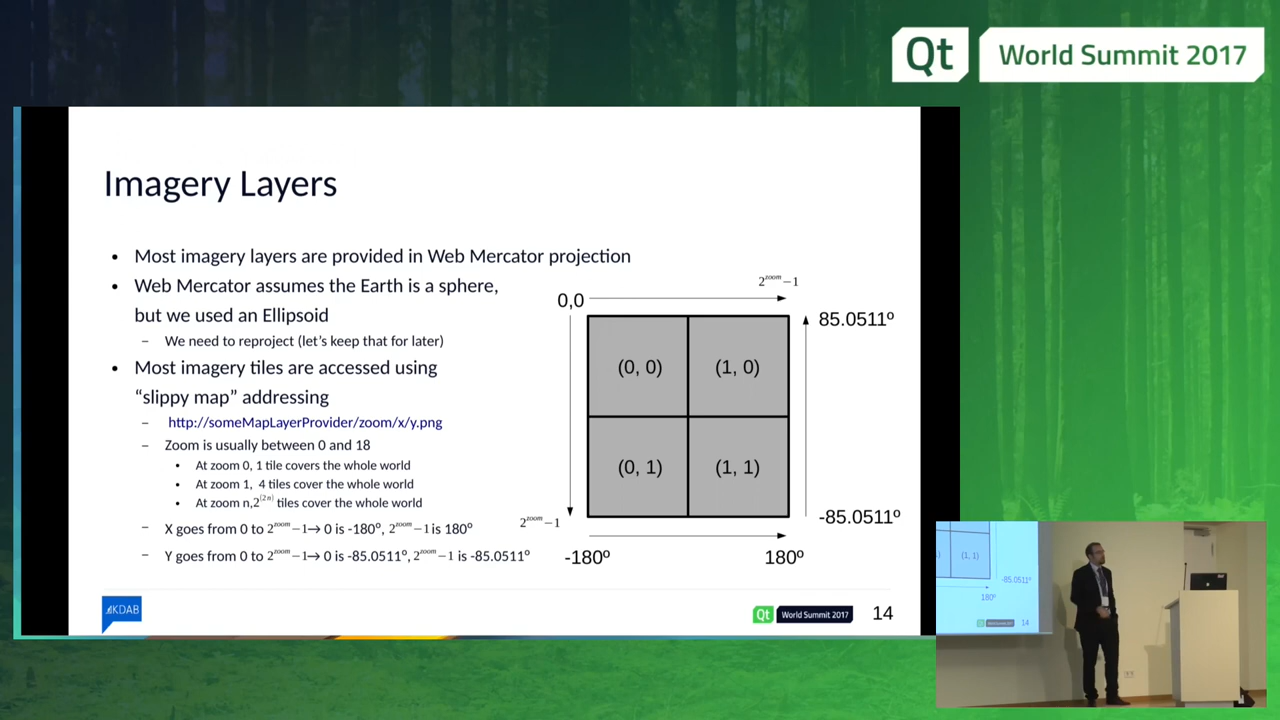 Qt World Summit 2017
Imagery Layers
• Most imagery layers are provided in Web Mercator projection
• Web Mercator assumes the Earth is a sphere,
but we used an Ellipsoid
– We need to reproject (let's keep that for later)
• Most imagery tiles are accessed using
“slippy map” addressing
– http://someMapLayerProvider/zoom/x/y.png
– Zoom is usually between 0 and 18
• At zoom 0, 1 tile covers the whole world
• At zoom 1, 4 tiles cover the whole world
• At zoom n,2^(2n) tiles cover the whole world
– X goes from 0 to 2^zoom−1→ 0 is -180º, 2^zoom−1 is 180º
– Y goes from 0 to 2^zoom−1→ 0 is -85.0511º, 2^zoom−1 is -85.0511º
2^zoom−1
0,0
85.0511º
(0, 0) (1, 0)
(0, 1) (1, 1)
2^zoom−1
-85.0511º
-180º 180º
KDAB
Qt World Summit 2017 14
(1, 1)
-85.0511º
180º
14